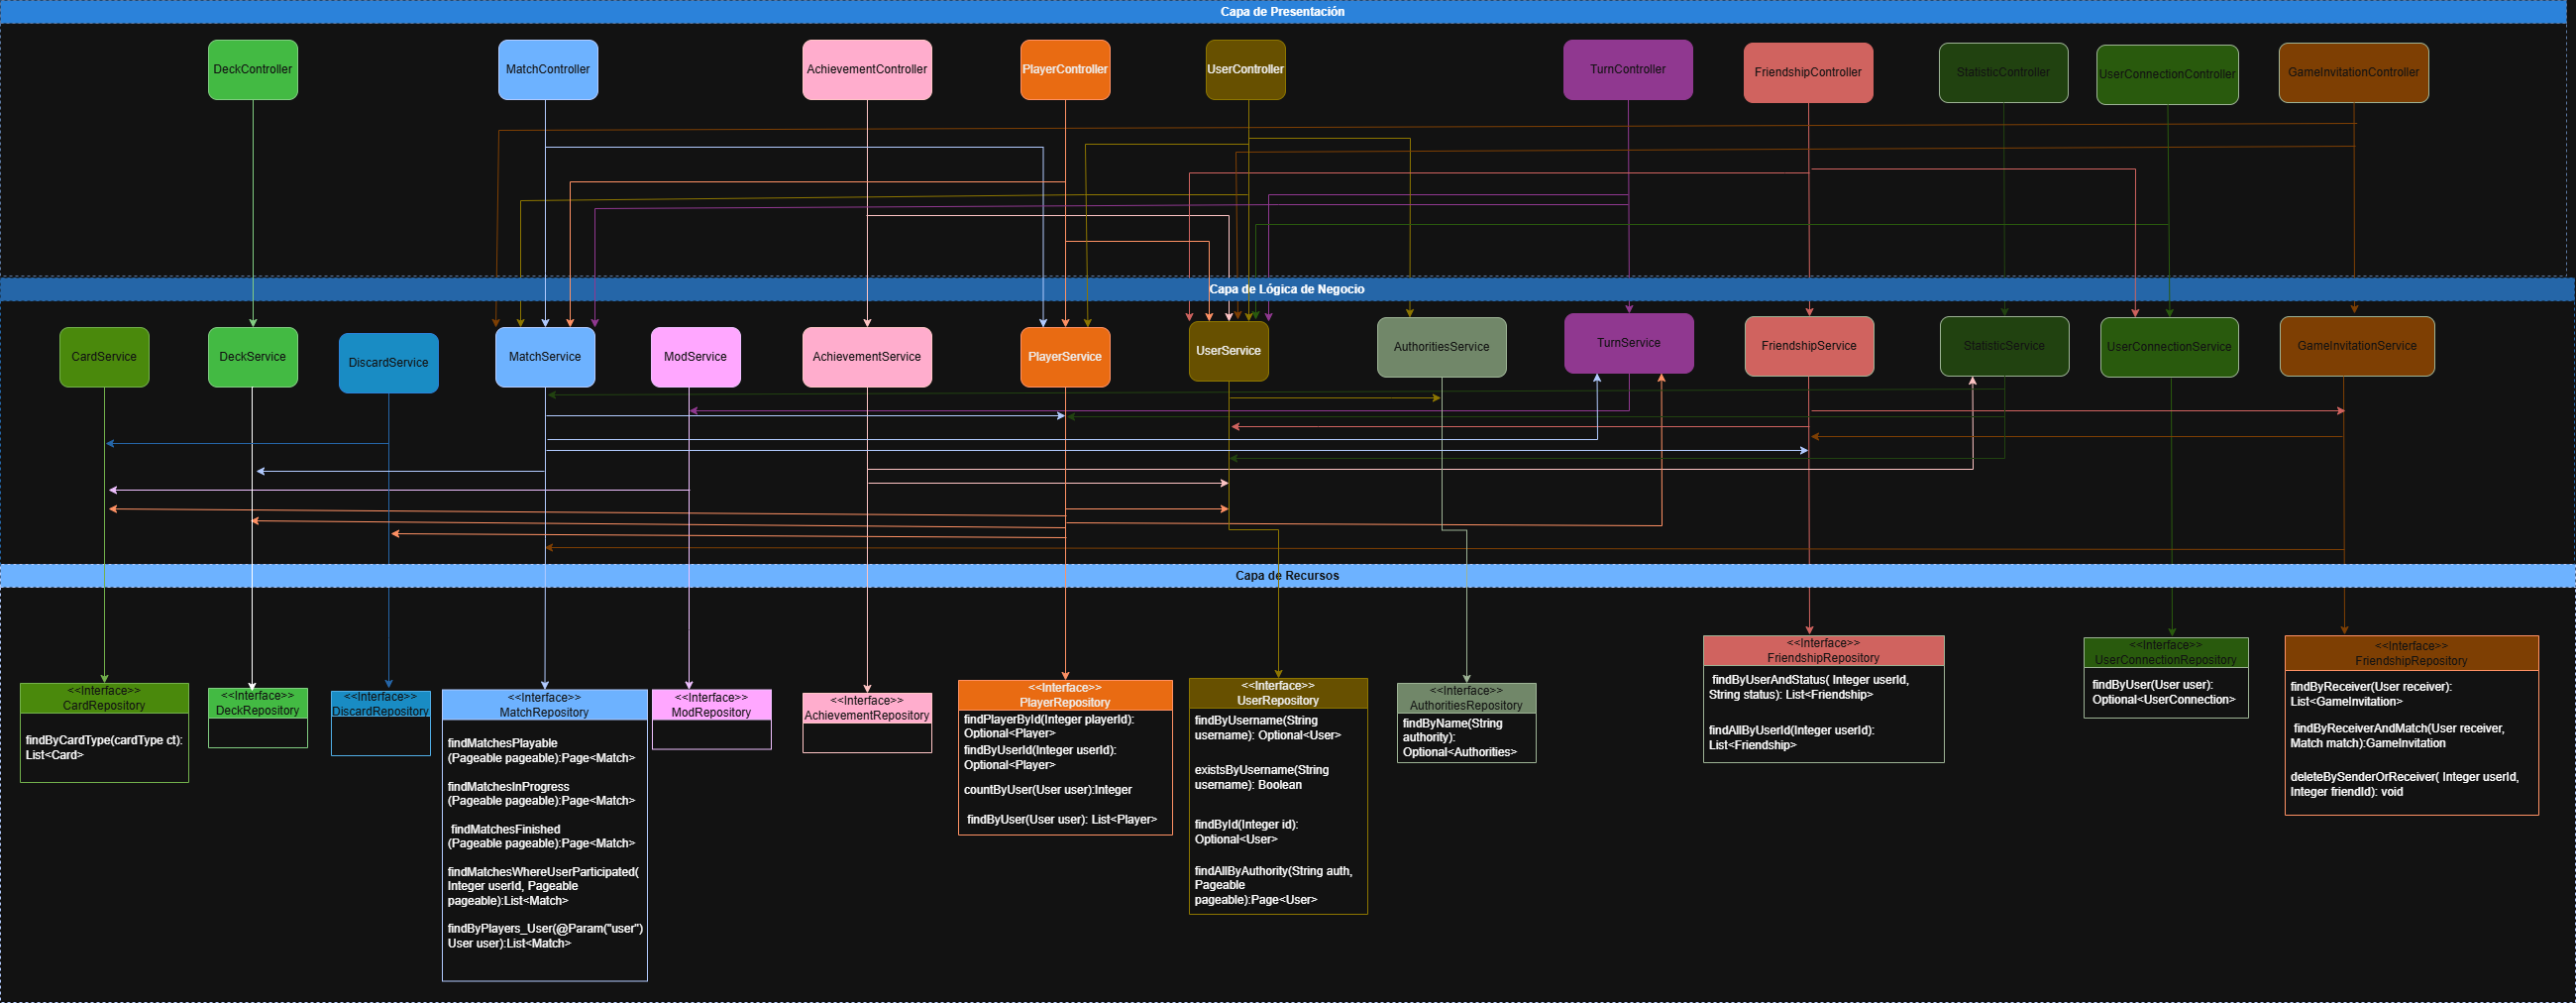 Capa de Presentación
DeckController
MatchController
AchievementController
PlayerController
UserController
TurnController
FriendshipController
StatisticController
UserConnectionController
GameInvitationController
Capa de Lógica de Negocio
CardService
DeckService
DiscardService
MatchService
ModService
AchievementService
PlayerService
UserService
AuthoritiesService
TurnService
FriendshipService
StatisticService
UserConnectionService
GameInvitationService
Capa de Recursos
<<Interface>>
CardRepository
findByCardType(cardType ct):
List<Card>
<<Interface>>
DeckRepository
<<Interface>>
DiscardRepository
<<Interface>>
MatchRepository
findMatchesPlayable
(Pageable pageable):Page<Match>
findMatchesInProgress
(Pageable pageable):Page<Match>
findMatchesFinished
(Pageable pageable):Page<Match>
findMatchesWhereUserParticipated(
Integer userId, Pageable
pageable):List<Match>
findByPlayers_User(@Param("user")
User user):List<Match>
<<Interface>>
ModRepository
<<Interface>>
AchievementRepository
<<Interface>>
PlayerRepository
findPlayerById(Integer playerId):
Optional<Player>
findByUserId(Integer userId):
Optional<Player>
countByUser(User user):Integer
findByUser(User user): List<Player>
<<Interface>>
UserRepository
findByUsername(String
username): Optional<User>
existsByUsername(String
username): Boolean
findById(Integer id):
Optional<User>
findAllByAuthority(String auth,
Pageable
pageable):Page<User>
<<Interface>>
AuthoritiesRepository
findByName(String
authority):
Optional<Authorities>
<<Interface>>
FriendshipRepository
findByUserAndStatus( Integer userId,
String status): List<Friendship>
findAllByUserId(Integer userId):
List<Friendship>
<<Interface>>
UserConnectionRepository
findByUser(User user):
Optional<UserConnection>
<<Interface>>
FriendshipRepository
findByReceiver(User receiver):
List<GameInvitation>
findByReceiverAndMatch(User receiver,
Match match):GameInvitation
deleteBySenderOrReceiver( Integer userId,
Integer friendId): void